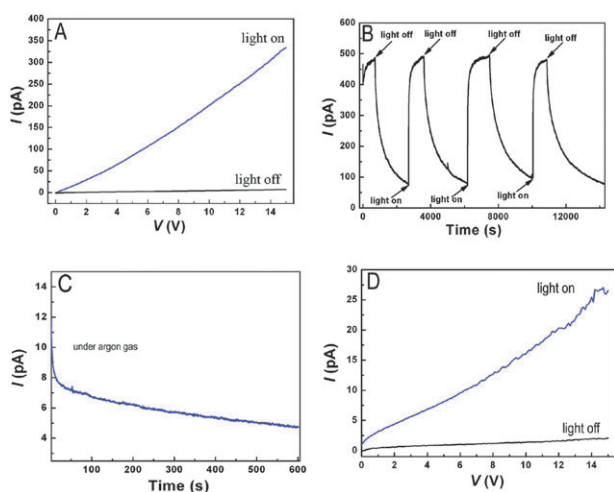 A
light on
light off
I (pA)
350
300
250
200
150
100
50
0
0 2 4 6 8 10 12 14
V (V)
B
light off light off light off light off
light on light on light on
I (pA)
600
500
400
300
200
100
0
0 4000 8000 12000
Time (s)
C
under argon gas
I (pA)
14
12
10
8
6
4
100 200 300 400 500 600
Time (s)
D
light on
light off
I (pA)
30
25
20
15
10
5
0
0 2 4 6 8 10 12 14
V (V)